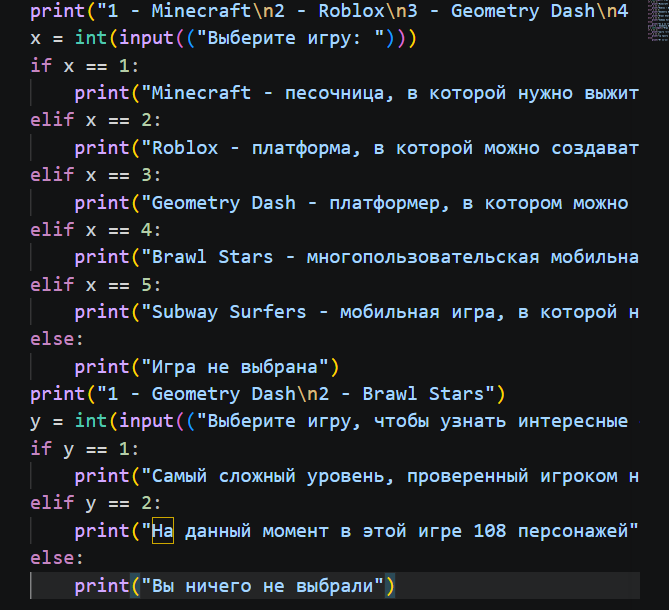 print("1 - Minecraft\n2 - Roblox\n3 - Geometry Dash\n4
x = int(input(("Выберите игру: ")))
if x == 1:
    print("Minecraft - песочница, в которой нужно выжит
elif x == 2:
    print("Roblox - платформа, в которой можно создават
elif x == 3:
    print("Geometry Dash - платформер, в котором можно
elif x == 4:
    print("Brawl Stars - многопользовательская мобильна
elif x == 5:
    print("Subway Surfers - мобильная игра, в которой н
else:
    print("Игра не выбрана")
print("1 - Geometry Dash\n2 - Brawl Stars")
y = int(input(("Выберите игру, чтобы узнать интересные
if y == 1:
    print("Самый сложный уровень, проверенный игроком н
elif y == 2:
    print("На данный момент в этой игре 108 персонажей"
else:
    print("Вы ничего не выбрали")